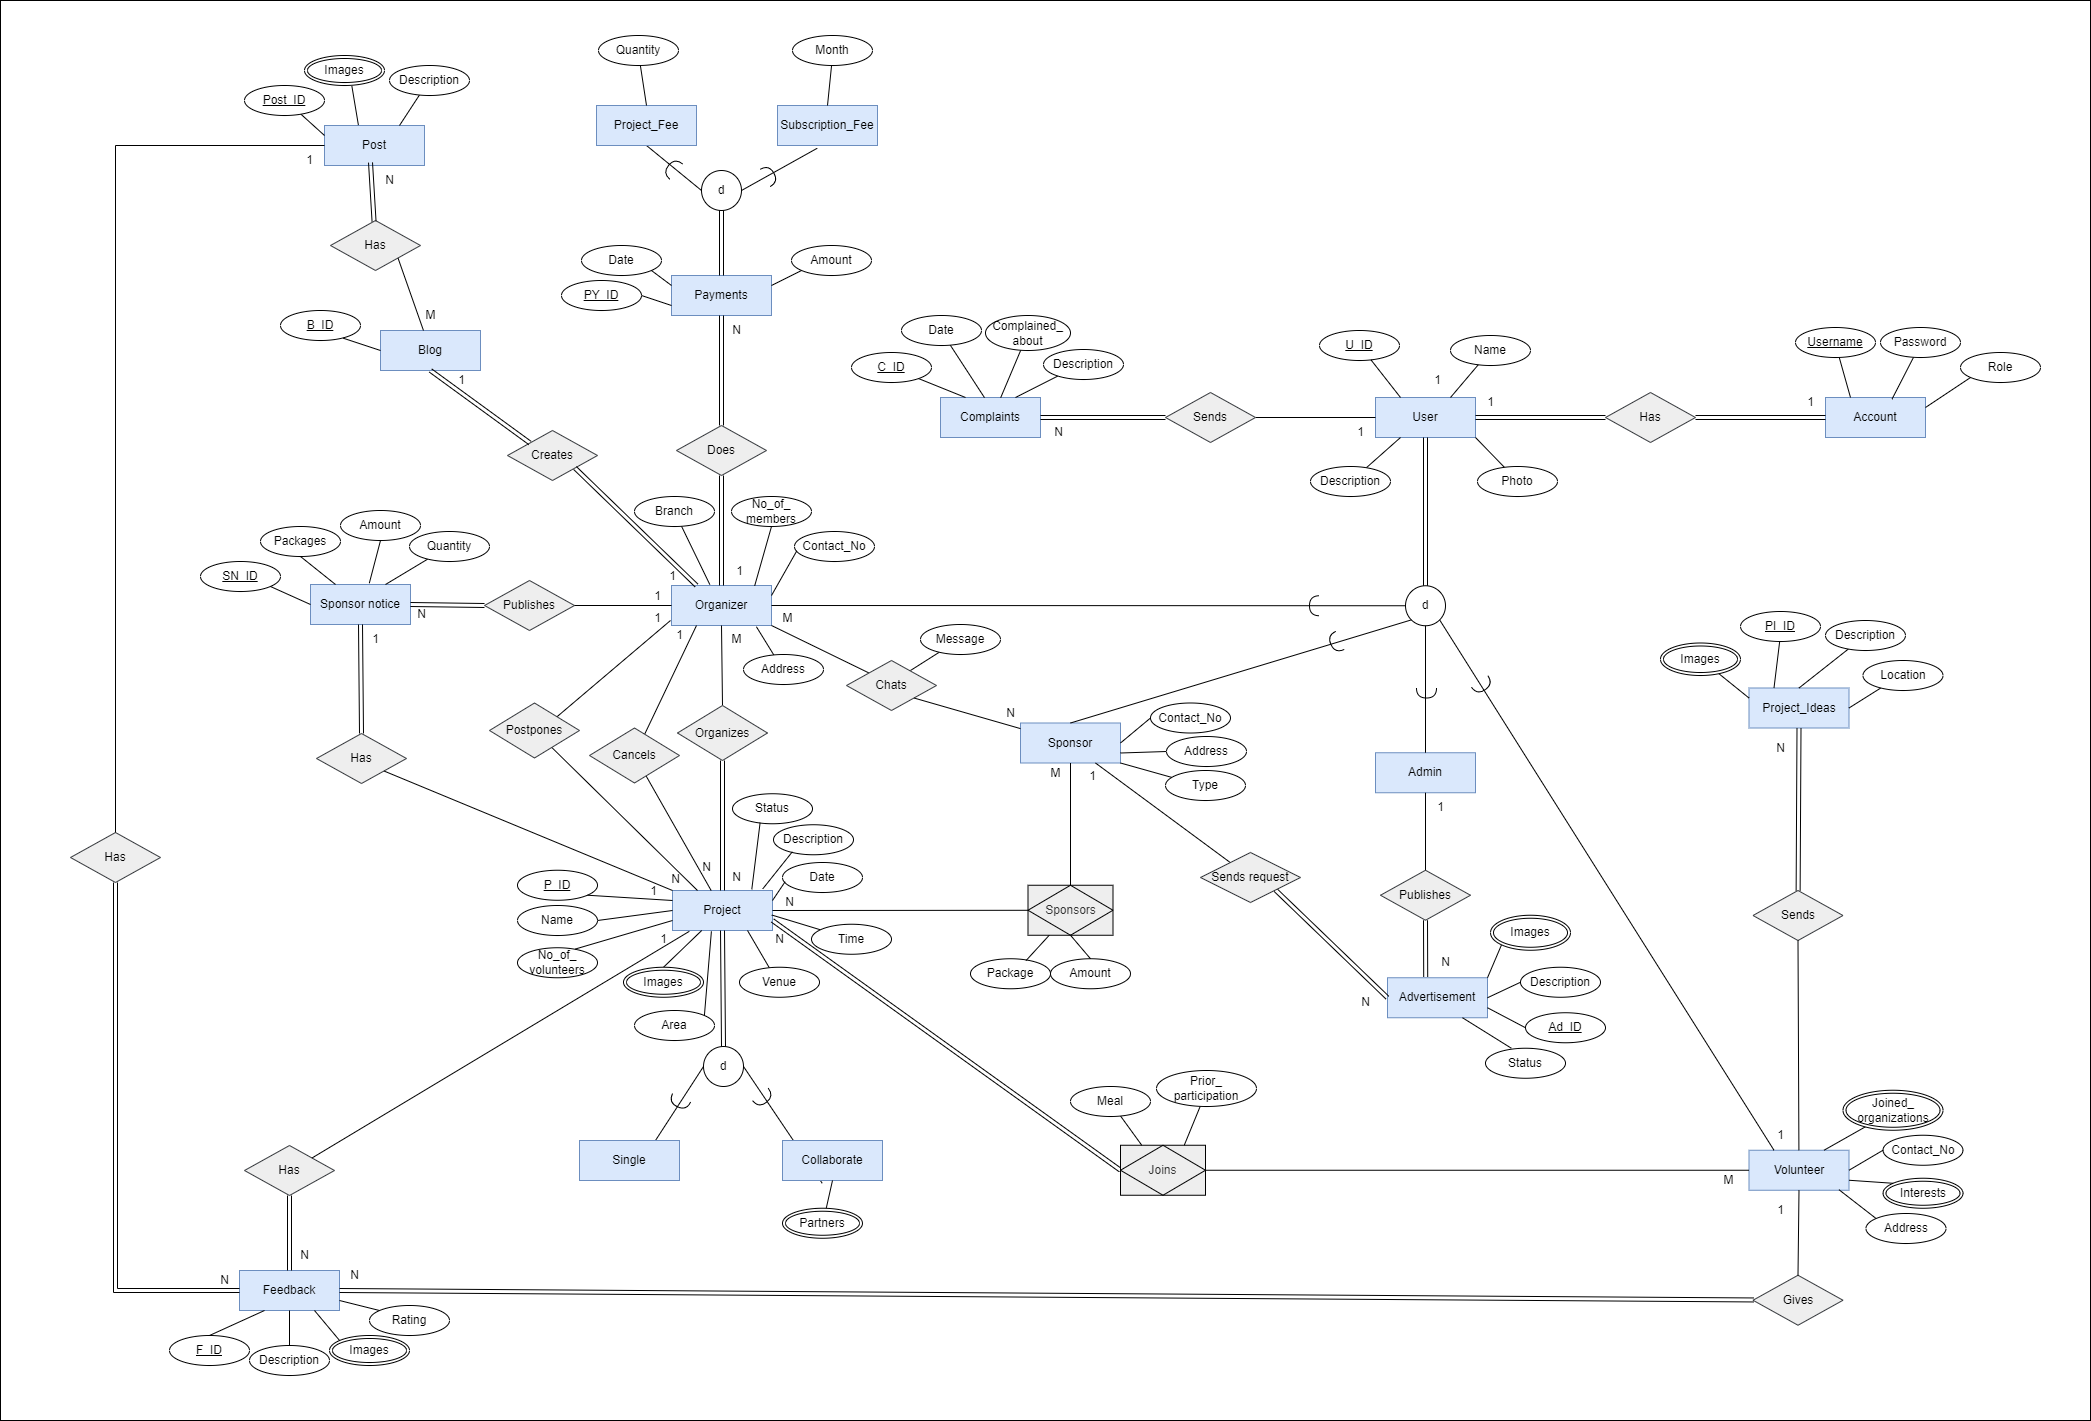 Quantity
Month
Images
Description
Post_ID
Project_Fee
Subscription_Fee
Post
1
N
d
Has
Date
Amount
PY_ID
Payments
M
N
B_ID
Blog
1
Date
Complained_
about
C_ID
Description
Complaints
N
Sends
U_ID
Name
1
User
1
1
Description
Photo
Has
Username
Password
Role
1
Account
Creates
Does
Branch
No_of_
members
Contact_No
Packages
Amount
Quantity
SN_ID
Sponsor notice
N
1
Publishes
1
1
1
1
1
Organizer
M
M
Address
d
Message
Chats
N
Postpones
Cancels
Organizes
Has
Sponsor
M
1
Contact_No
Address
Type
Admin
1
PI_ID
Images
Description
Location
Project_Ideas
N
Status
Description
Date
P_ID
Name
No_of_
volunteers
1
N
N
N
N
Project
1
N
Time
Images
Venue
Area
Has
Sponsors
Package
Amount
Sends request
Publishes
Sends
N
N
Images
Description
Advertisement
Ad_ID
Status
d
Single
Collaborate
Partners
Meal
Prior_
participation
Joins
Joined_
organizations
1
Contact_No
Volunteer
M
Interests
1
Address
Has
N
N
N
Feedback
Gives
Rating
F_ID
Description
Images